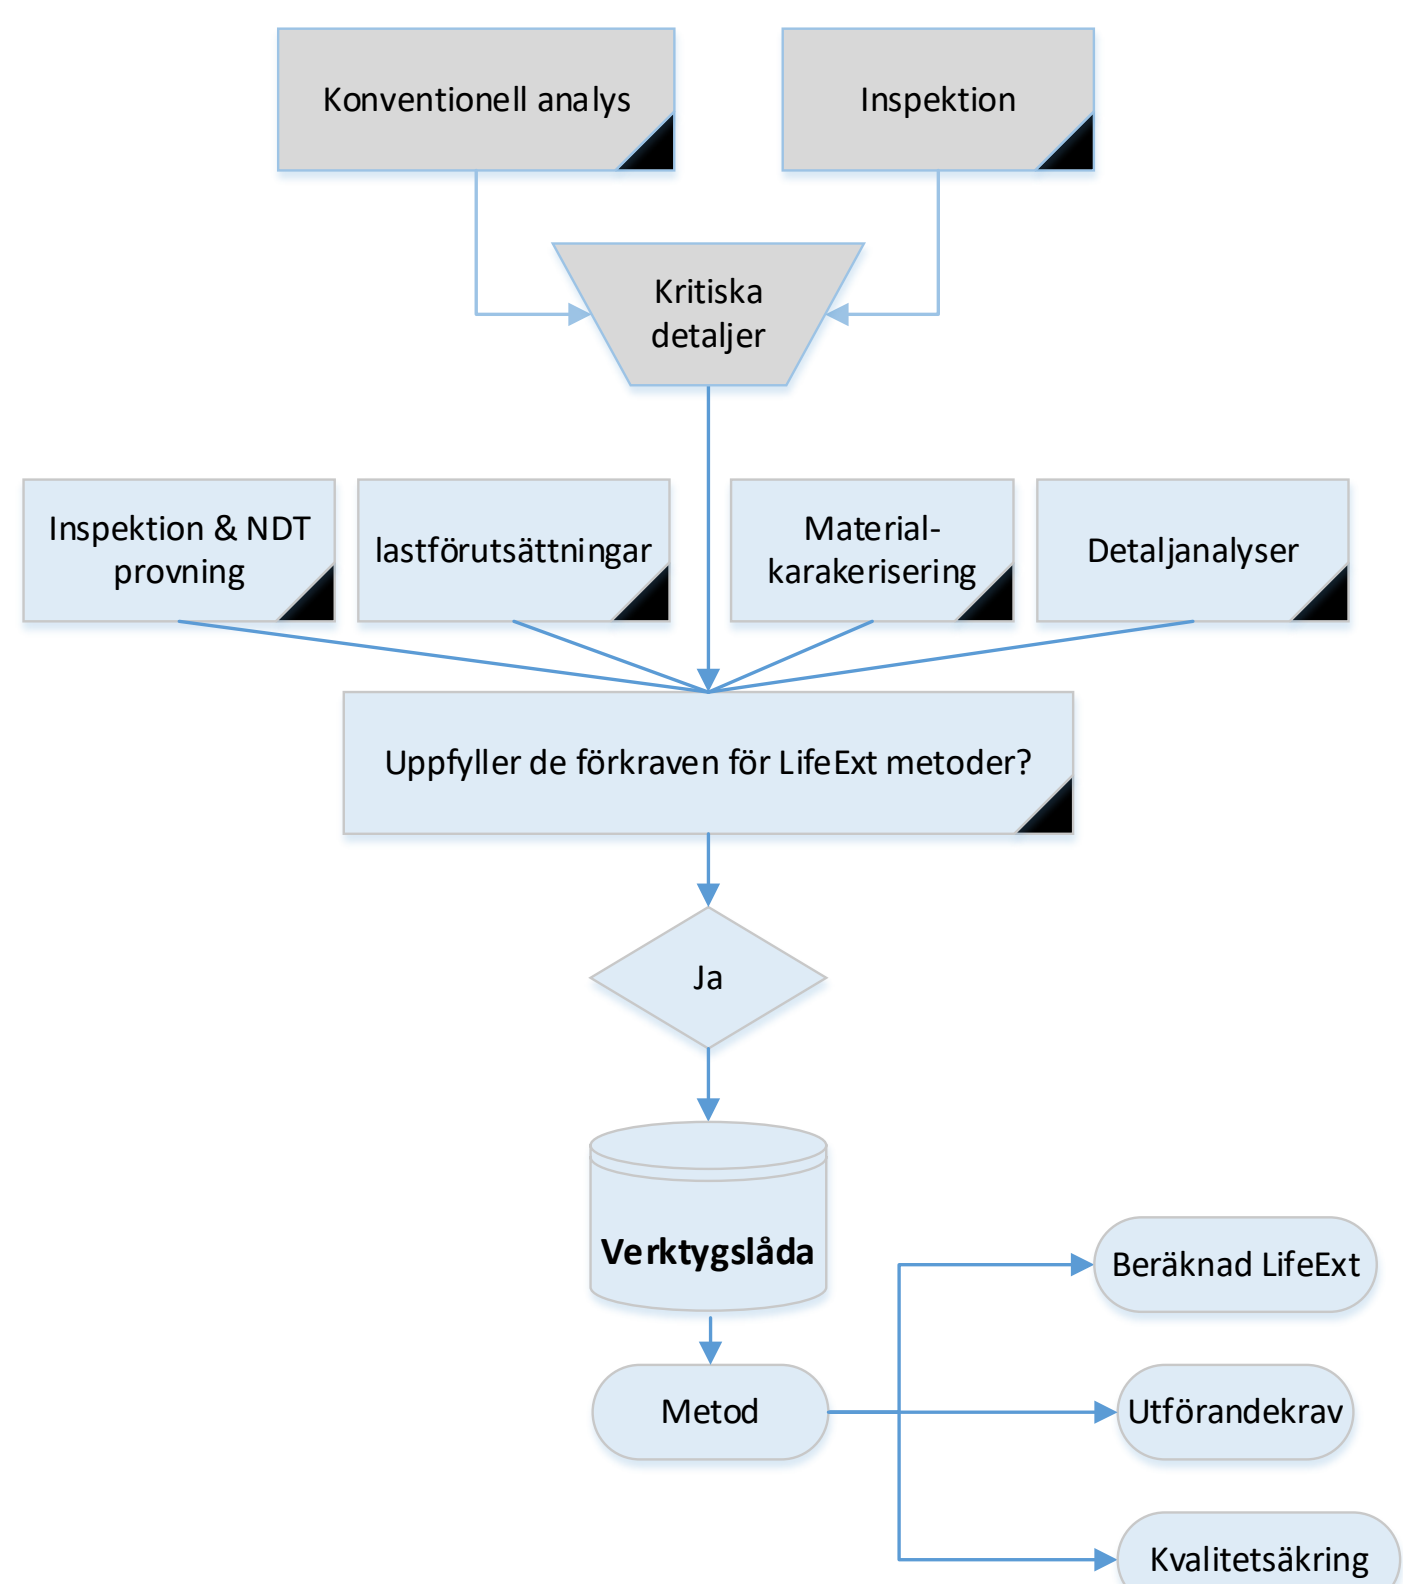 Konventionell analys
Inspektion
Kritiska
detaljer
Inspektion & NDT
provning
lastförutsättningar
Material-
karakerisering
Detaljanalyser
Uppfyller de förkraven för LifeExt metoder?
Ja
Verktygslåda
Beräknad LifeExt
Metod
Utförandekrav
Kvalitetsäkring